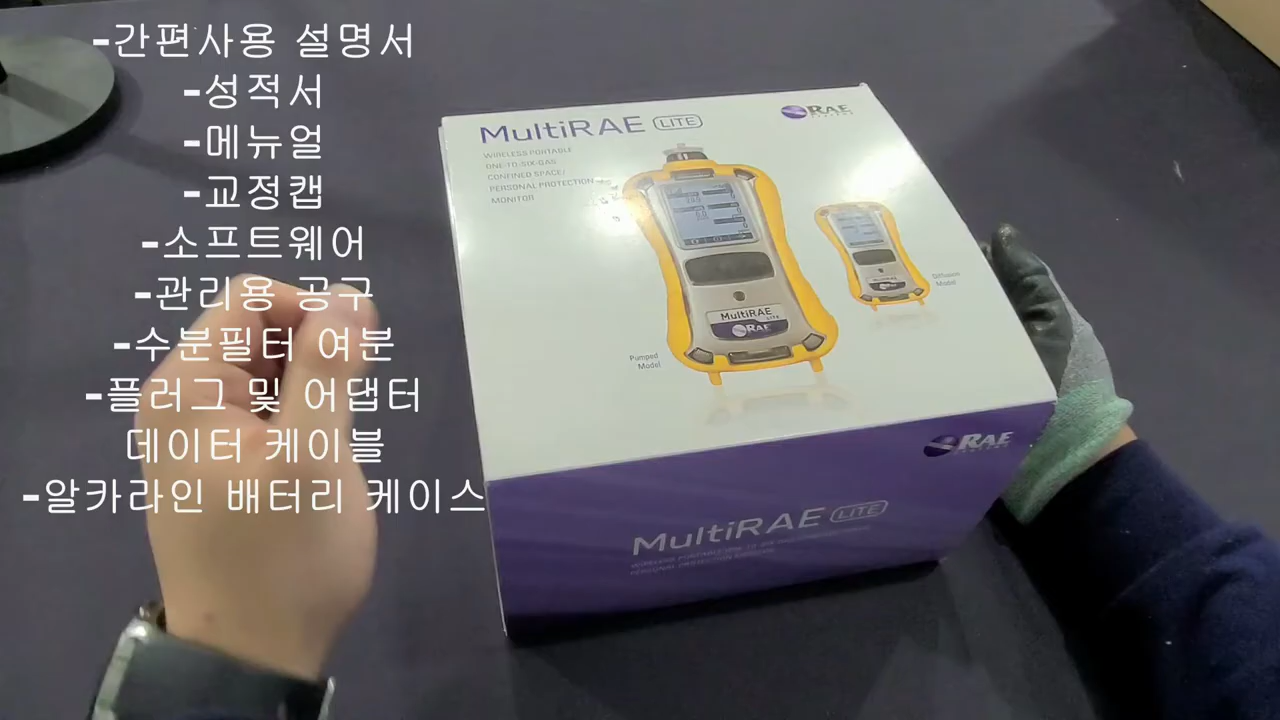 -간편사용 설명서
-성적서
-메뉴얼
-교정캡
-소프트웨어
-관리용 공구
-수분필터 여분
-플러그 및 어댑터
데이터 케이블
-알카라인 배터리 케이스
MultiRAE LITE
RAE
WIRELESS PORTABLE
ONE-TO-SIX-GAS
CONFINED SPACE/
PERSONAL PROTECTION
MONITOR
MultiRAE
LITE
RAE
Pumped
Model
MultiRAE
Diffusion
Model
RAE
MultiRAE LITE